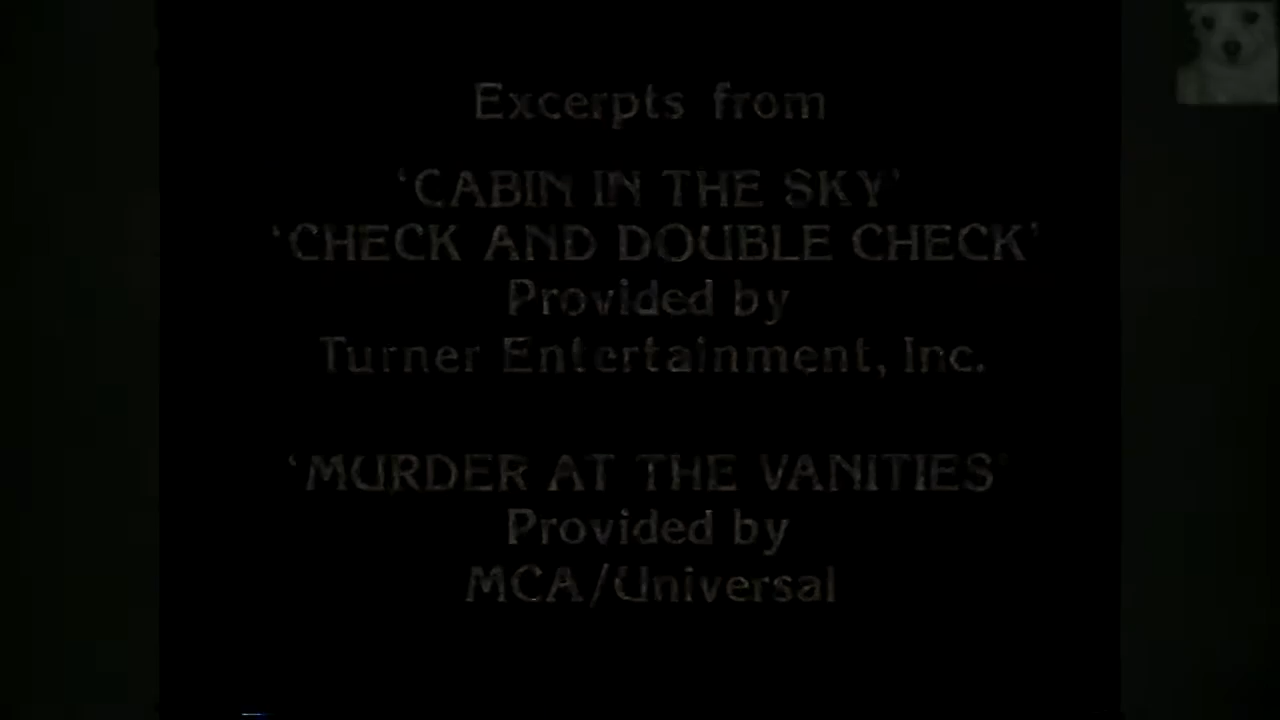 Excerpts from
‘CABIN IN THE SKY’
‘CHECK AND DOUBLE CHECK’
Provided by
Turner Entertainment, Inc.
‘MURDER AT THE VANITIES’
Provided by
MCA/Universal